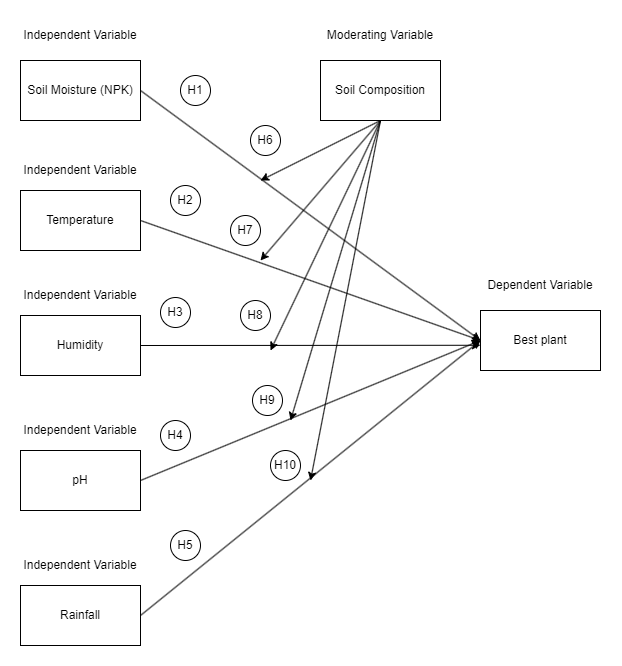 Independent Variable
Moderating Variable
Soil Moisture (NPK)
H1
Soil Composition
H6
Independent Variable
Temperature
H2
H7
Dependent Variable
Best plant
Independent Variable
Humidity
H3
H8
Independent Variable
pH
H4
H9
H10
Independent Variable
Rainfall
H5